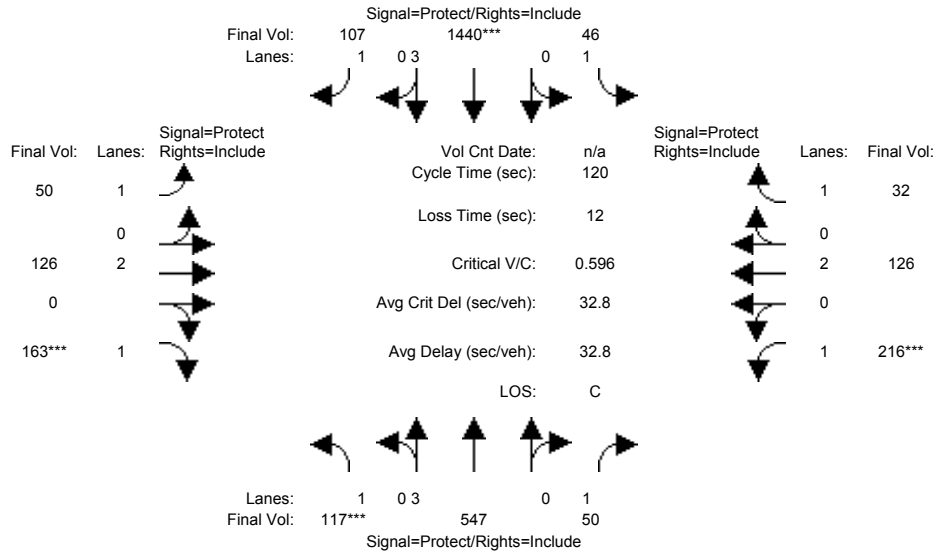 Signal=Protect/Rights=Include
Final Vol: 107 1440*** 46
Lanes: 1 0 3 0 1
Signal=Protect Signal=Protect
Final Vol: Lanes: Rights=Include Vol Cnt Date: n/a Rights=Include Lanes: Final Vol:
Cycle Time (sec): 120
50 1 1 32
Loss Time (sec): 12
0 0
126 2 Critical V/C: 0.596 2 126
0 Avg Crit Del (sec/veh): 32.8 0
163*** 1 Avg Delay (sec/veh): 32.8 1 216***
LOS: C
Lanes: 1 0 3 0 1
Final Vol: 117*** 547 50
Signal=Protect/Rights=Include